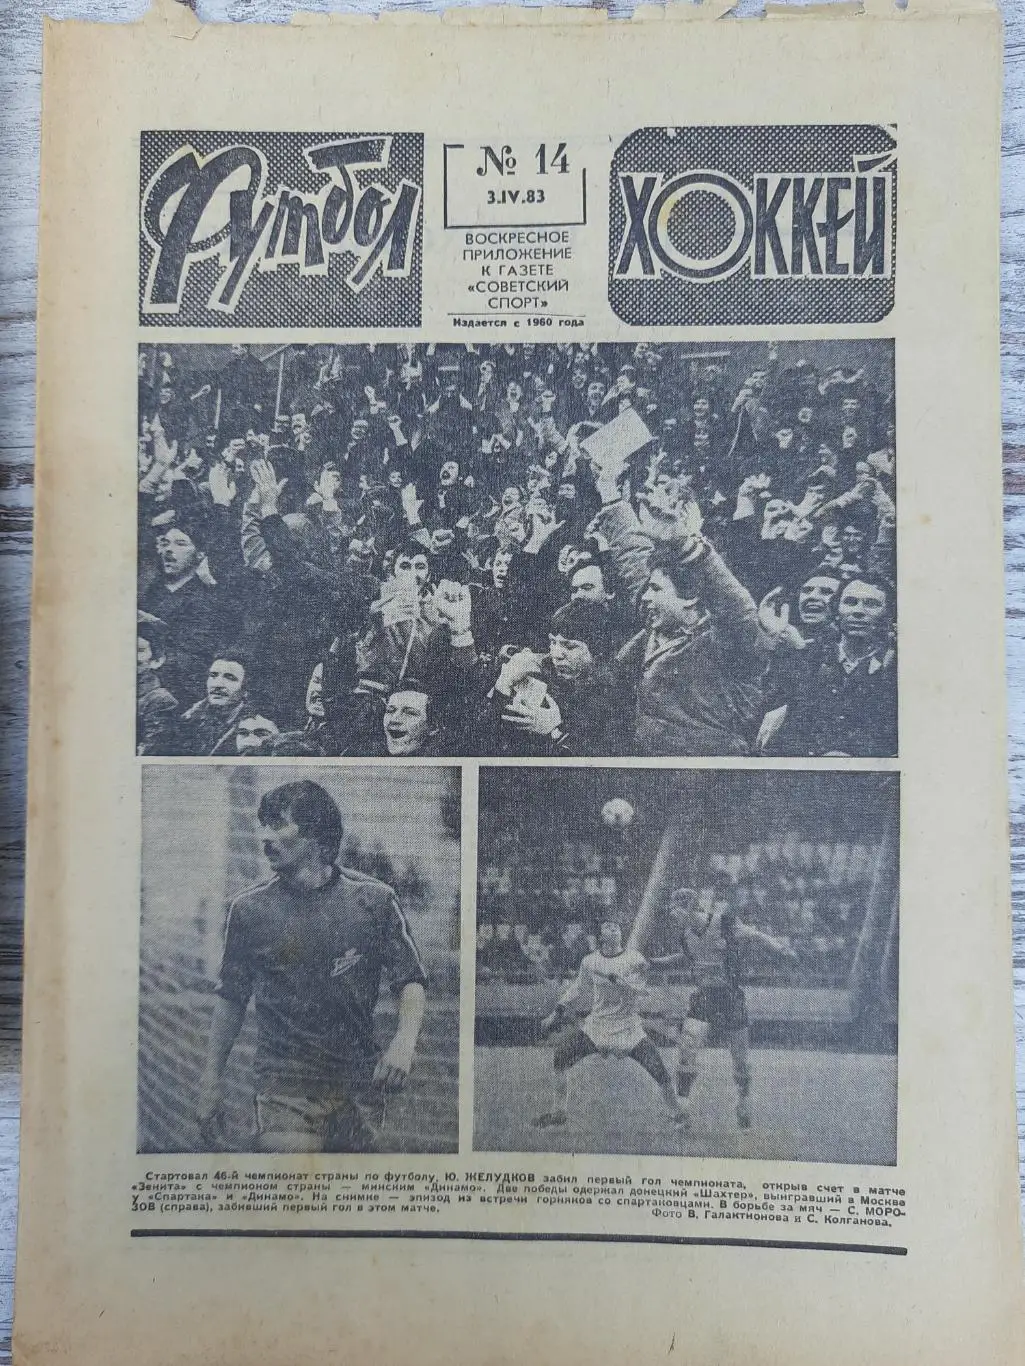 Футбол
№ 14
3.IV.83
ВОСКРЕСНОЕ
ПРИЛОЖЕНИЕ
К ГАЗЕТЕ
«СОВЕТСКИЙ
СПОРТ»
Издается с 1960 года
ХОККЕЙ
Стартовал 46-й чемпионат страны по футболу, Ю. ЖЕЛУДКОВ забил первый гол чемпионата, открыв счет в матче
«Зенита» с чемпионом страны — минским «Динамо». Две победы одержал донецкий «Шахтер», выигравший в Москве
у «Спартака» и «Динамо». На снимке — эпизод из встречи горняков со спартаковцами. В борьбе за мяч — С. МОРО-
ЗОВ (справа), забивший первый гол в этом матче.
Фото В. Галактионова и С. Колганова.